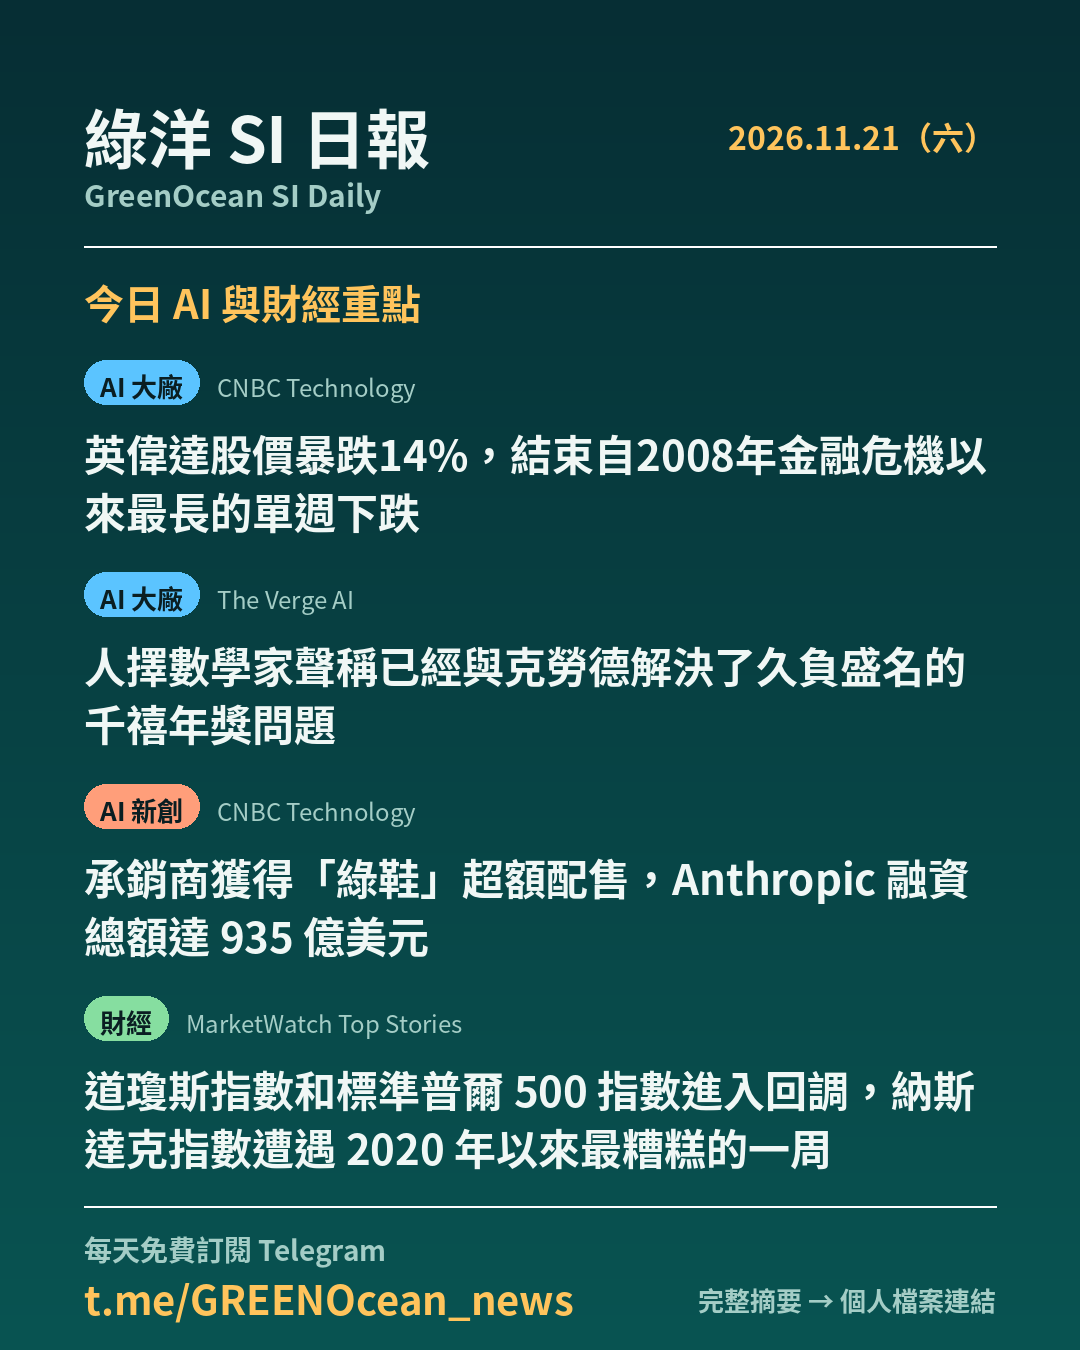 綠洋 SI 日報
2026.11.21（六）
GreenOcean SI Daily
今日 AI 與財經重點
AI 大廠 CNBC Technology
英偉達股價暴跌14%，結束自2008年金融危機以
來最長的單週下跌
AI 大廠 The Verge AI
人擇數學家聲稱已經與克勞德解決了久負盛名的
千禧年獎問題
AI 新創 CNBC Technology
承銷商獲得「綠鞋」超額配售，Anthropic 融資
總額達 935 億美元
財經 MarketWatch Top Stories
道瓊斯指數和標準普爾 500 指數進入回調，納斯
達克指數遭遇 2020 年以來最糟糕的一周
每天免費訂閱 Telegram
t.me/GREENOcean_news
完整摘要 → 個人檔案連結